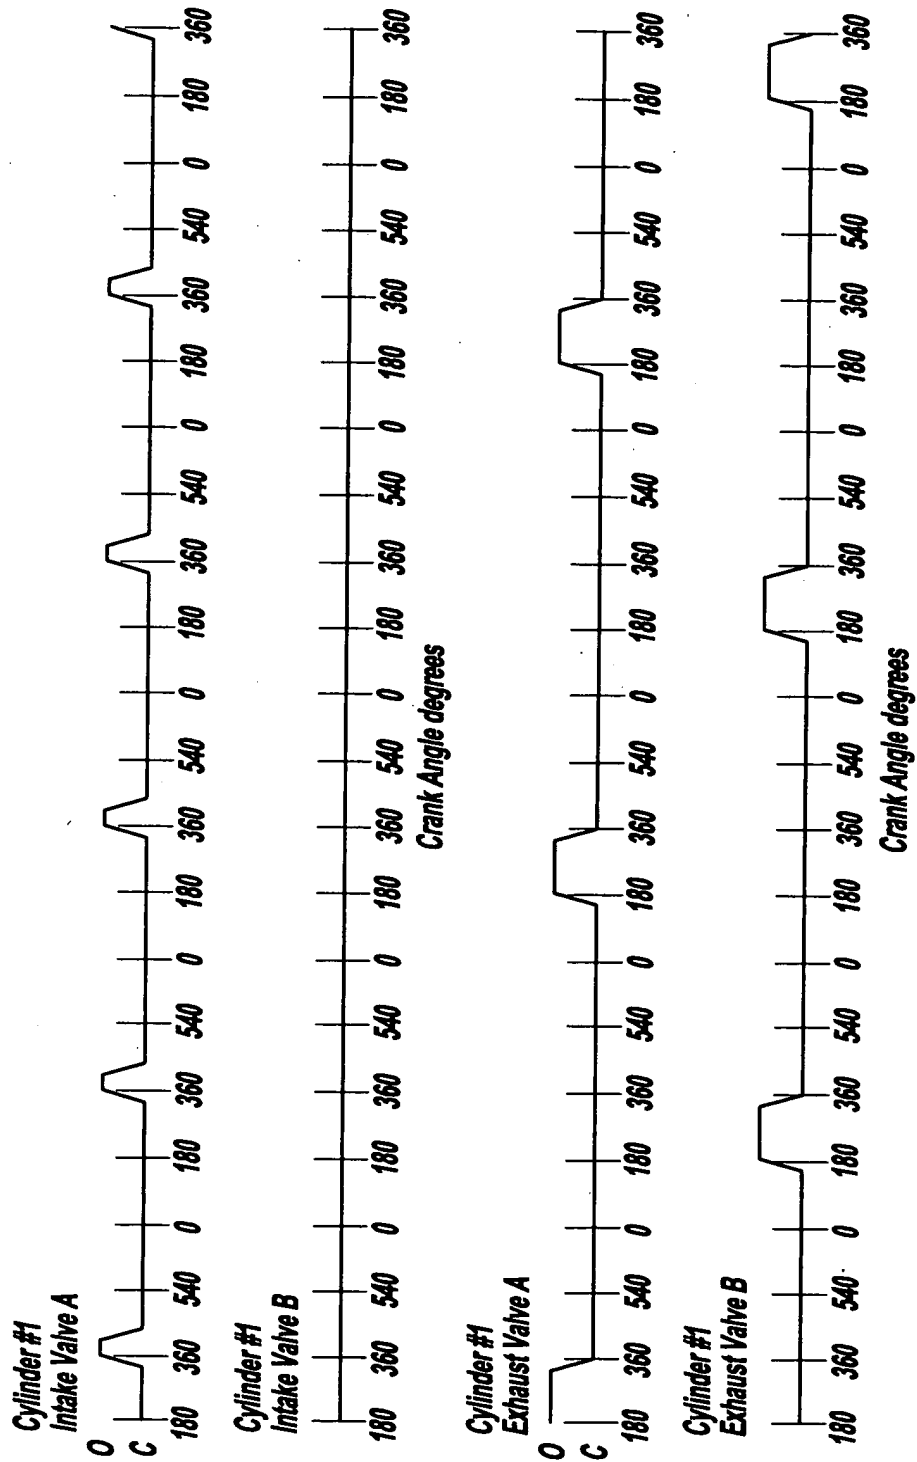 Cylinder #1
Intake Valve A
O
C
180 360 540 0 180 360 540 0 180 360 540 0 180 360 540 0 180 360 540 0 180 360
Cylinder #1
Intake Valve B
180 360 540 0 180 360 540 0 180 360 540 0 180 360 540 0 180 360 540 0 180 360
Crank Angle degrees
Cylinder #1
Exhaust Valve A
O
C
180 360 540 0 180 360 540 0 180 360 540 0 180 360 540 0 180 360 540 0 180 360
Cylinder #1
Exhaust Valve B
180 360 540 0 180 360 540 0 180 360 540 0 180 360 540 0 180 360 540 0 180 360
Crank Angle degrees